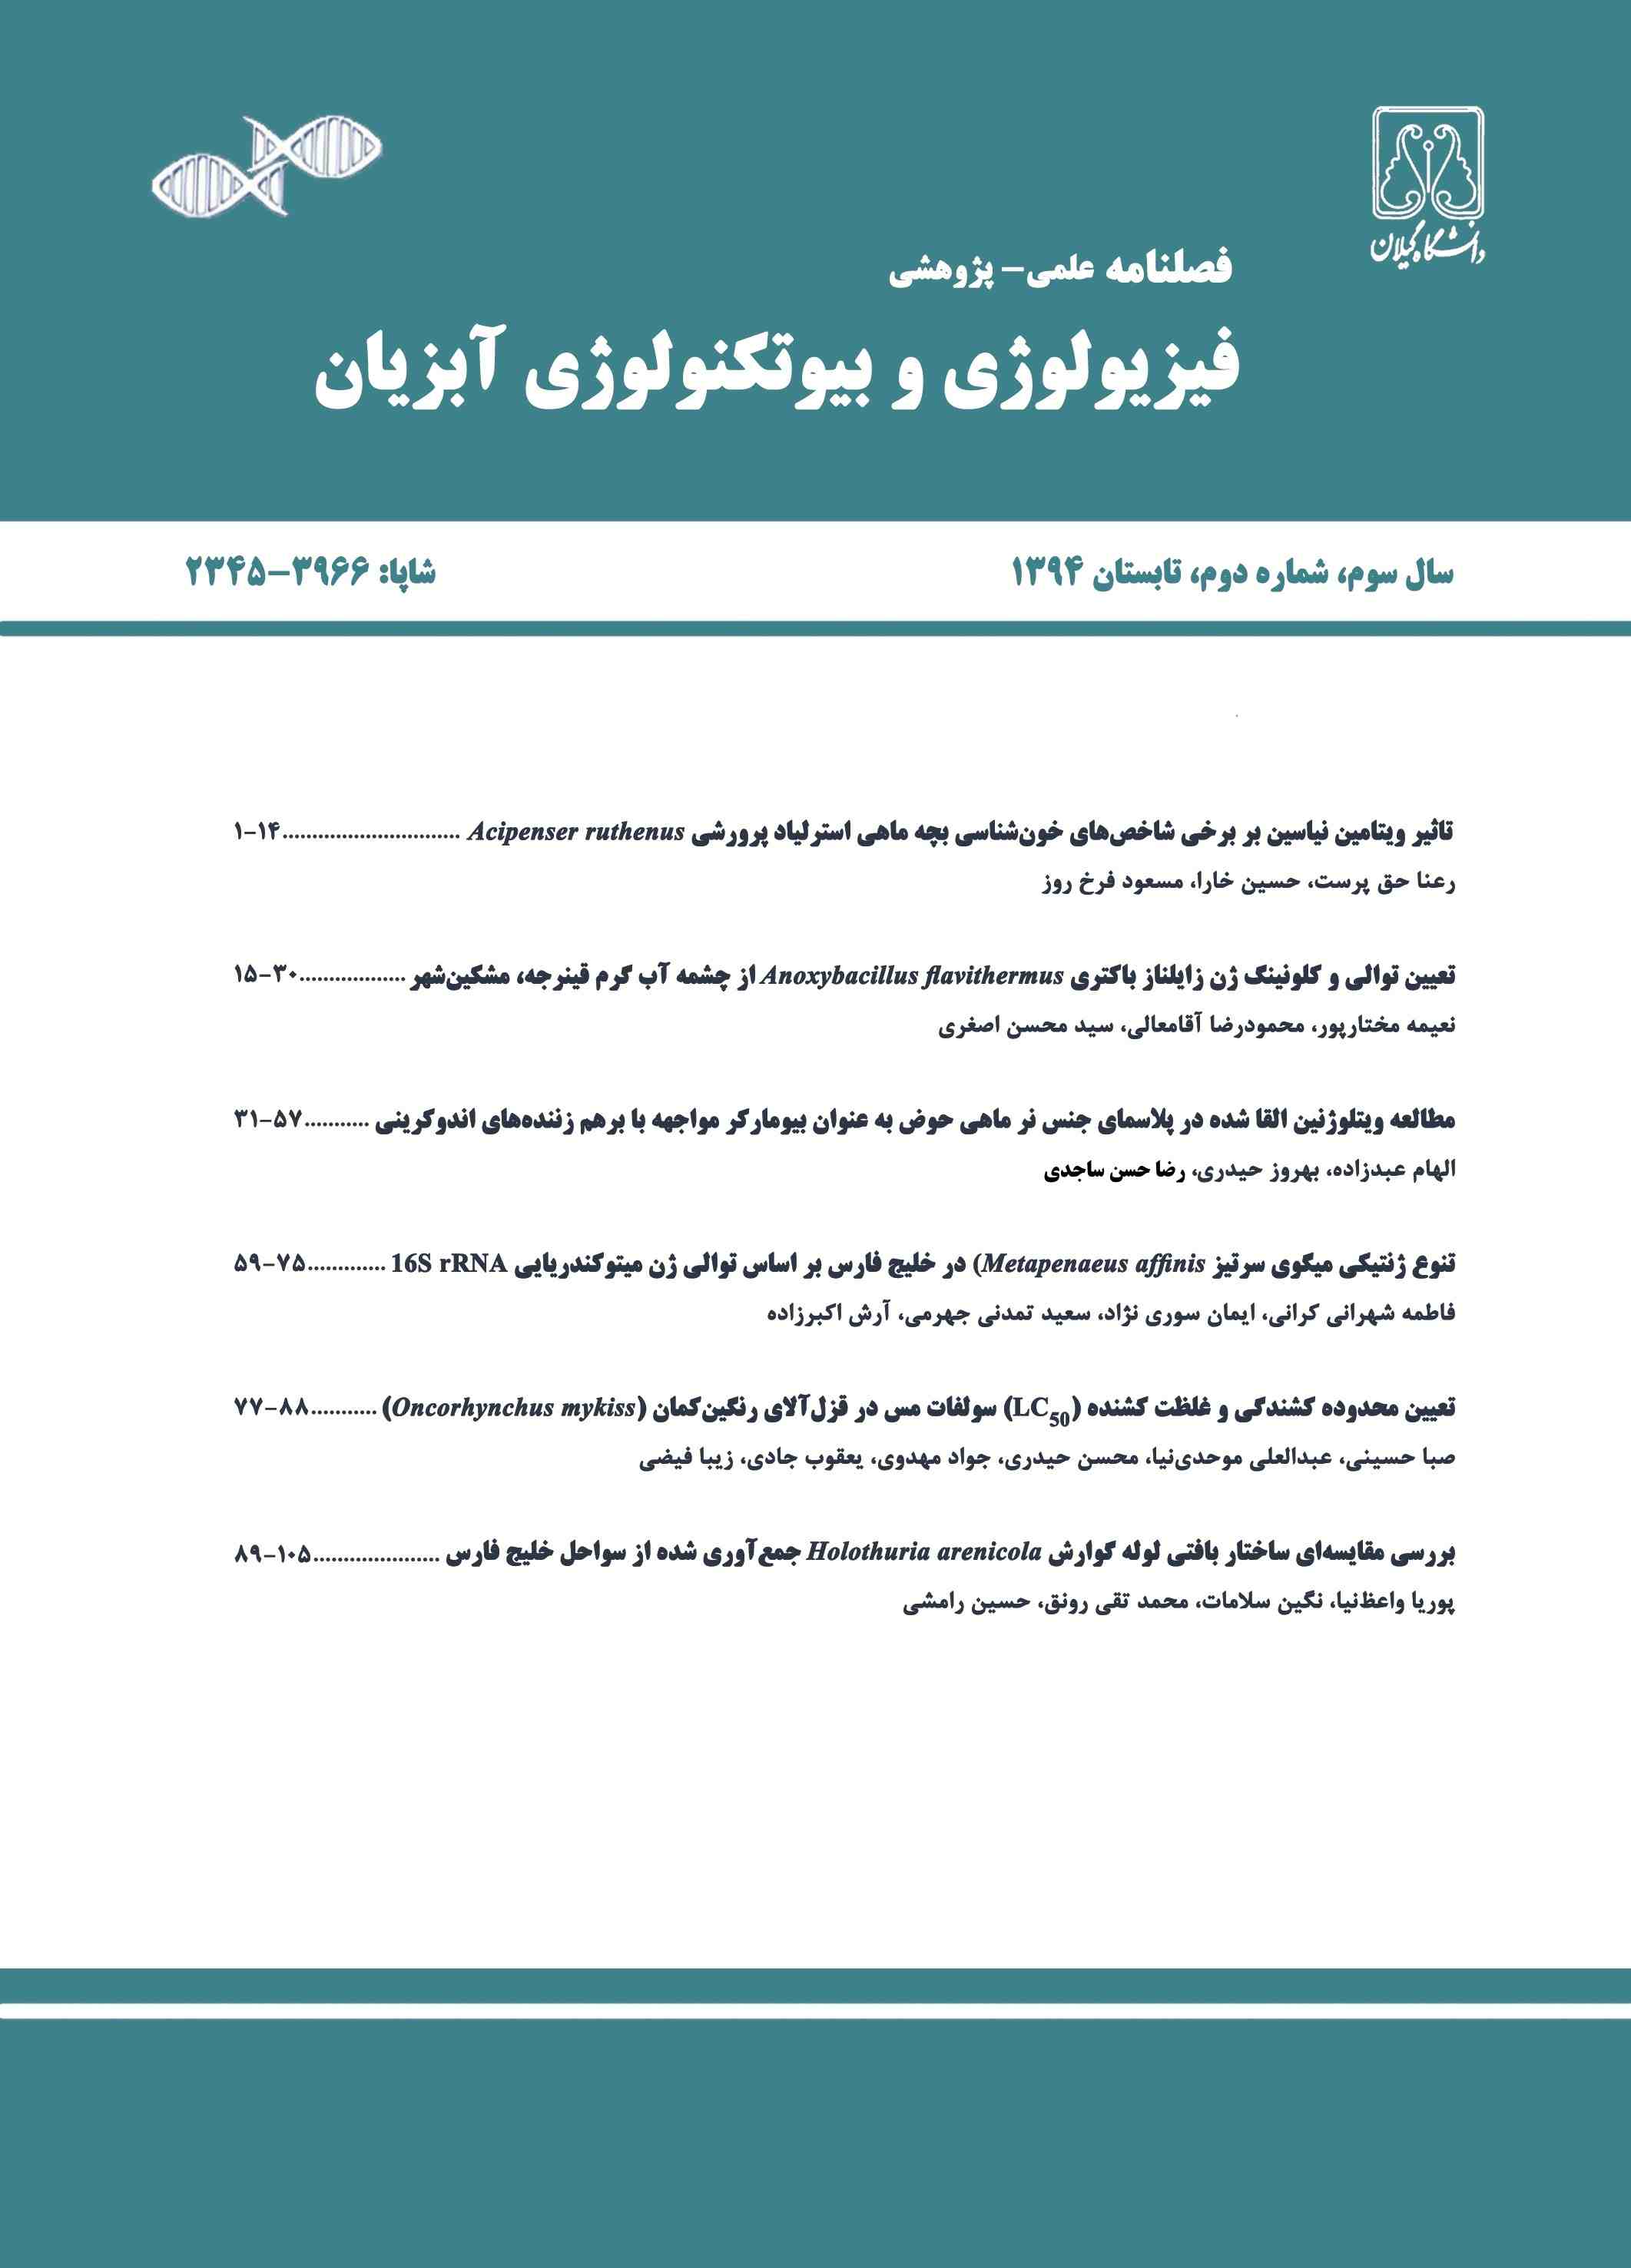 دانشگاه گیلان
فصلنامه علمی- پژوهشی
فیزیولوژی و بیوتکنولوژی آبزیان
سال سوم، شماره دوم، تابستان ۱۳۹۴
شاپا: ۳۹۶۶-۲۳۴۵
تاثیر ویتامین نیاسین بر برخی شاخص‌های خون‌شناسی بچه ماهی استرلیاد پرورشی Acipenser ruthenus ..............................۱-۱۴
رعنا حق پرست، حسین خارا، مسعود فرخ روز
تعیین توالی و کلونینگ ژن زایلناز باکتری Anoxybacillus flavithermus از چشمه آب گرم قینرجه، مشکین‌شهر ..................۱۵-۳۰
نعیمه مختارپور، محمودرضا آقامعالی، سید محسن اصغری
مطالعه ویتلوژنین القا شده در پلاسمای جنس نر ماهی حوض به عنوان بیومارکر مواجهه با برهم زننده‌های اندوکرینی ...........۳۱-۵۷
الهام عبدزاده، بهروز حیدری، رضا حسن ساجدی
تنوع ژنتیکی میگوی سرتیز Metapenaeus affinis) در خلیج فارس بر اساس توالی ژن میتوکندریایی 16S rRNA .............۵۹-۷۵
فاطمه شهرانی کرانی، ایمان سوری نژاد، سعید تمدنی جهرمی، آرش اکبرزاده
تعیین محدوده کشندگی و غلظت کشنده (LC50) سولفات مس در قزل‌آلای رنگین‌کمان (Oncorhynchus mykiss) ...........۷۷-۸۸
صبا حسینی، عبدالعلی موحدی‌نیا، محسن حیدری، جواد مهدوی، یعقوب جادی، زیبا فیضی
بررسی مقایسه‌ای ساختار بافتی لوله گوارش Holothuria arenicola جمع‌آوری شده از سواحل خلیج فارس .....................۸۹-۱۰۵
پوریا واعظ‌نیا، نگین سلامات، محمد تقی رونق، حسین رامشی